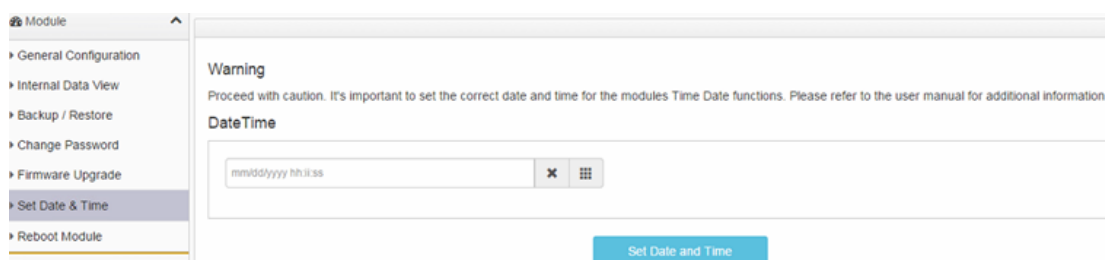 Module
General Configuration
Internal Data View
Backup / Restore
Change Password
Firmware Upgrade
Set Date & Time
Reboot Module
Warning
Proceed with caution. It's important to set the correct date and time for the modules Time Date functions. Please refer to the user manual for additional information
DateTime
mm/dd/yyyy hh:ii:ss
Set Date and Time